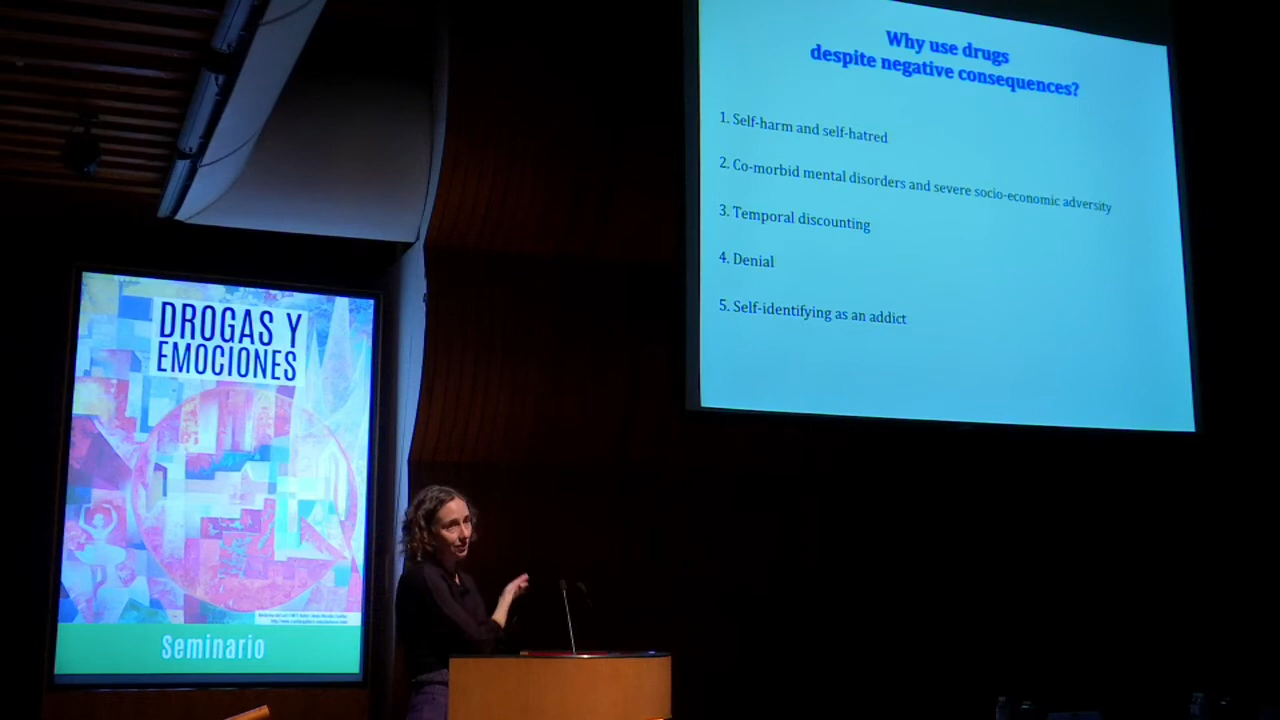 Why use drugs
despite negative consequences?
1. Self-harm and self-hatred
2. Co-morbid mental disorders and severe socio-economic adversity
3. Temporal discounting
4. Denial
5. Self-identifying as an addict
DROGAS Y
EMOCIONES
Seminario